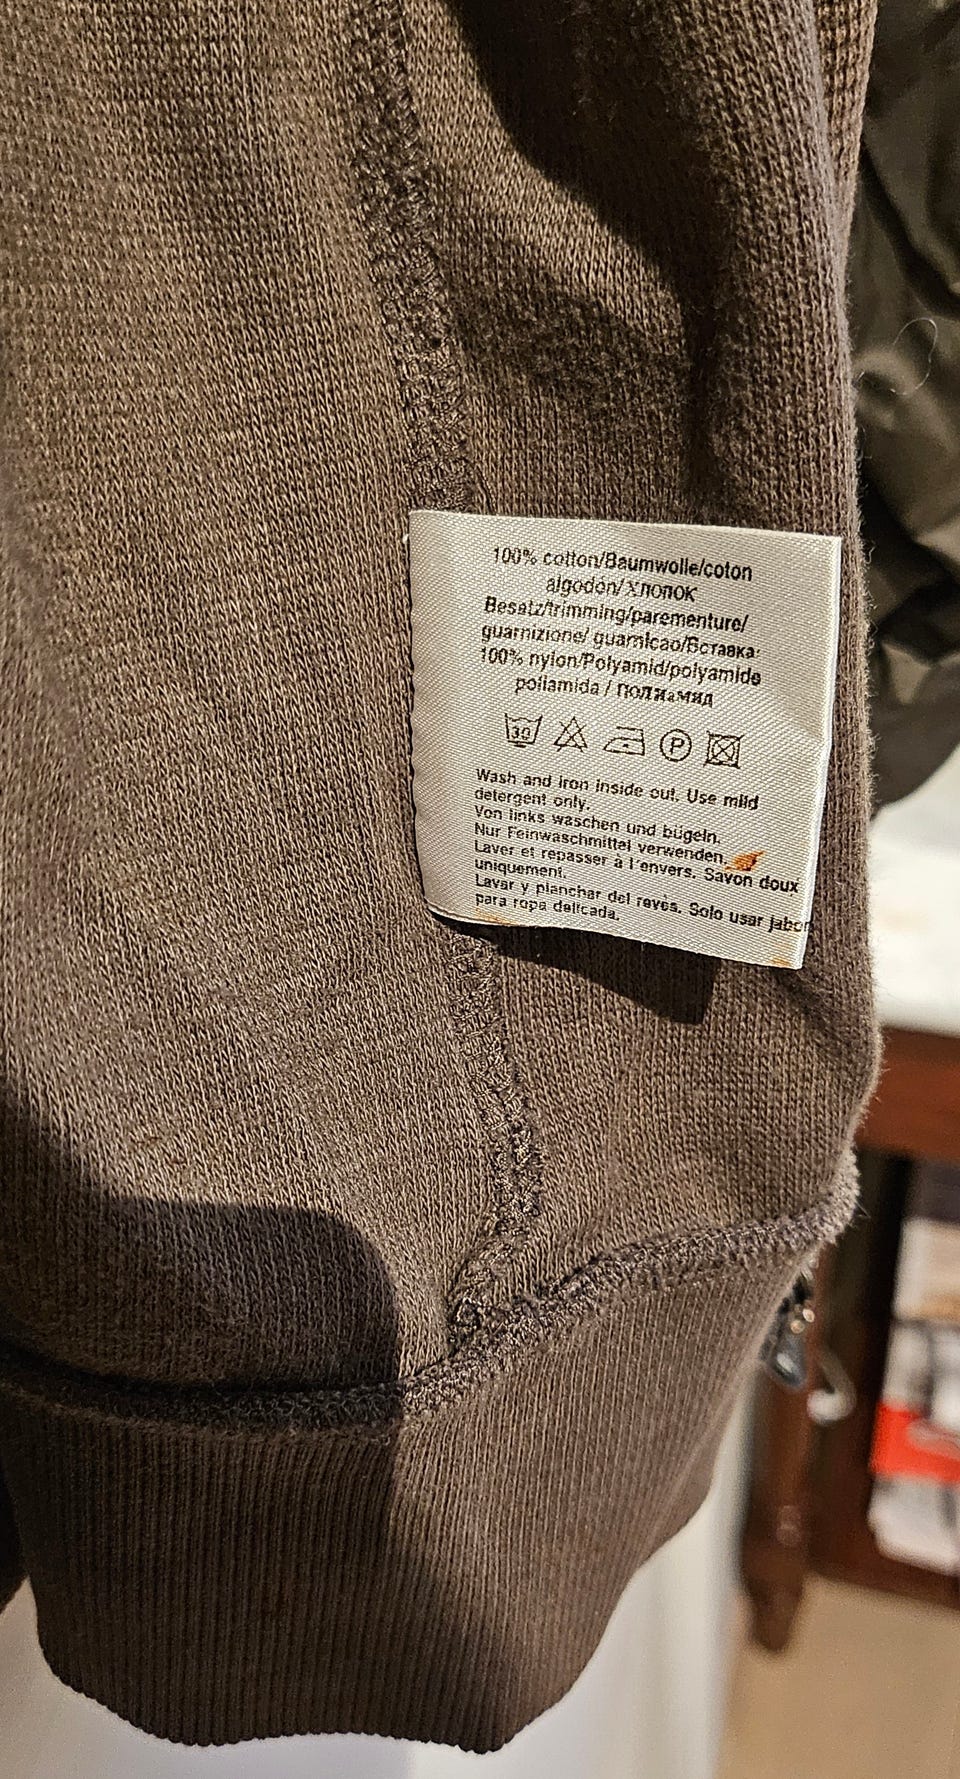 100% cotton/Baumwolle/coton
algodón/ хлопок
Besatz/trimming/parementure/
guarnizione/ guarnicao/Вставка:
100% nylon/Polyamid/polyamide
poliamida / полиамид
30 P
Wash and iron inside out. Use mild
detergent only.
Von links waschen und bügeln.
Nur Feinwaschmittel verwenden.
Laver et repasser à l'envers. Savon doux
uniquement.
Lavar y planchar del revés. Solo usar jabon
para ropa delicada.